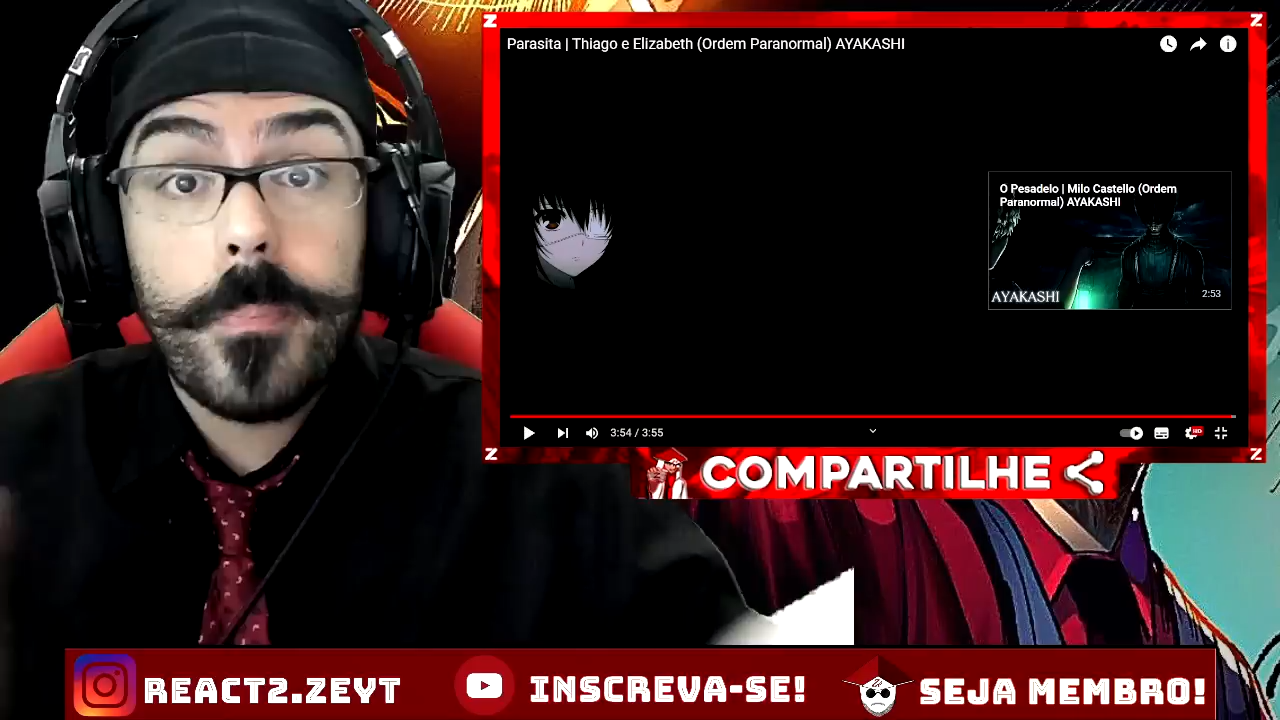 Parasita | Thiago e Elizabeth (Ordem Paranormal) AYAKASHI
O Pesadelo | Milo Castello (Ordem
Paranormal) AYAKASHI
AYAKASHI
2:53
3:54 / 3:55
HD
COMPARTILHE
REACT2.ZEYT
INSCREVA-SE!
SEJA MEMBRO!